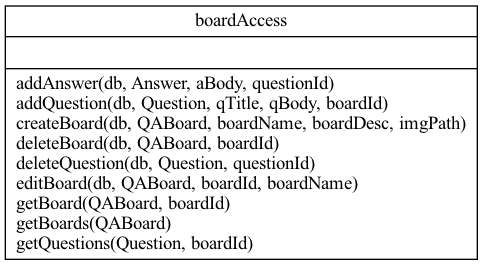 boardAccess
addAnswer(db, Answer, aBody, questionId)
addQuestion(db, Question, qTitle, qBody, boardId)
createBoard(db, QABoard, boardName, boardDesc, imgPath)
deleteBoard(db, QABoard, boardId)
deleteQuestion(db, Question, questionId)
editBoard(db, QABoard, boardId, boardName)
getBoard(QABoard, boardId)
getBoards(QABoard)
getQuestions(Question, boardId)